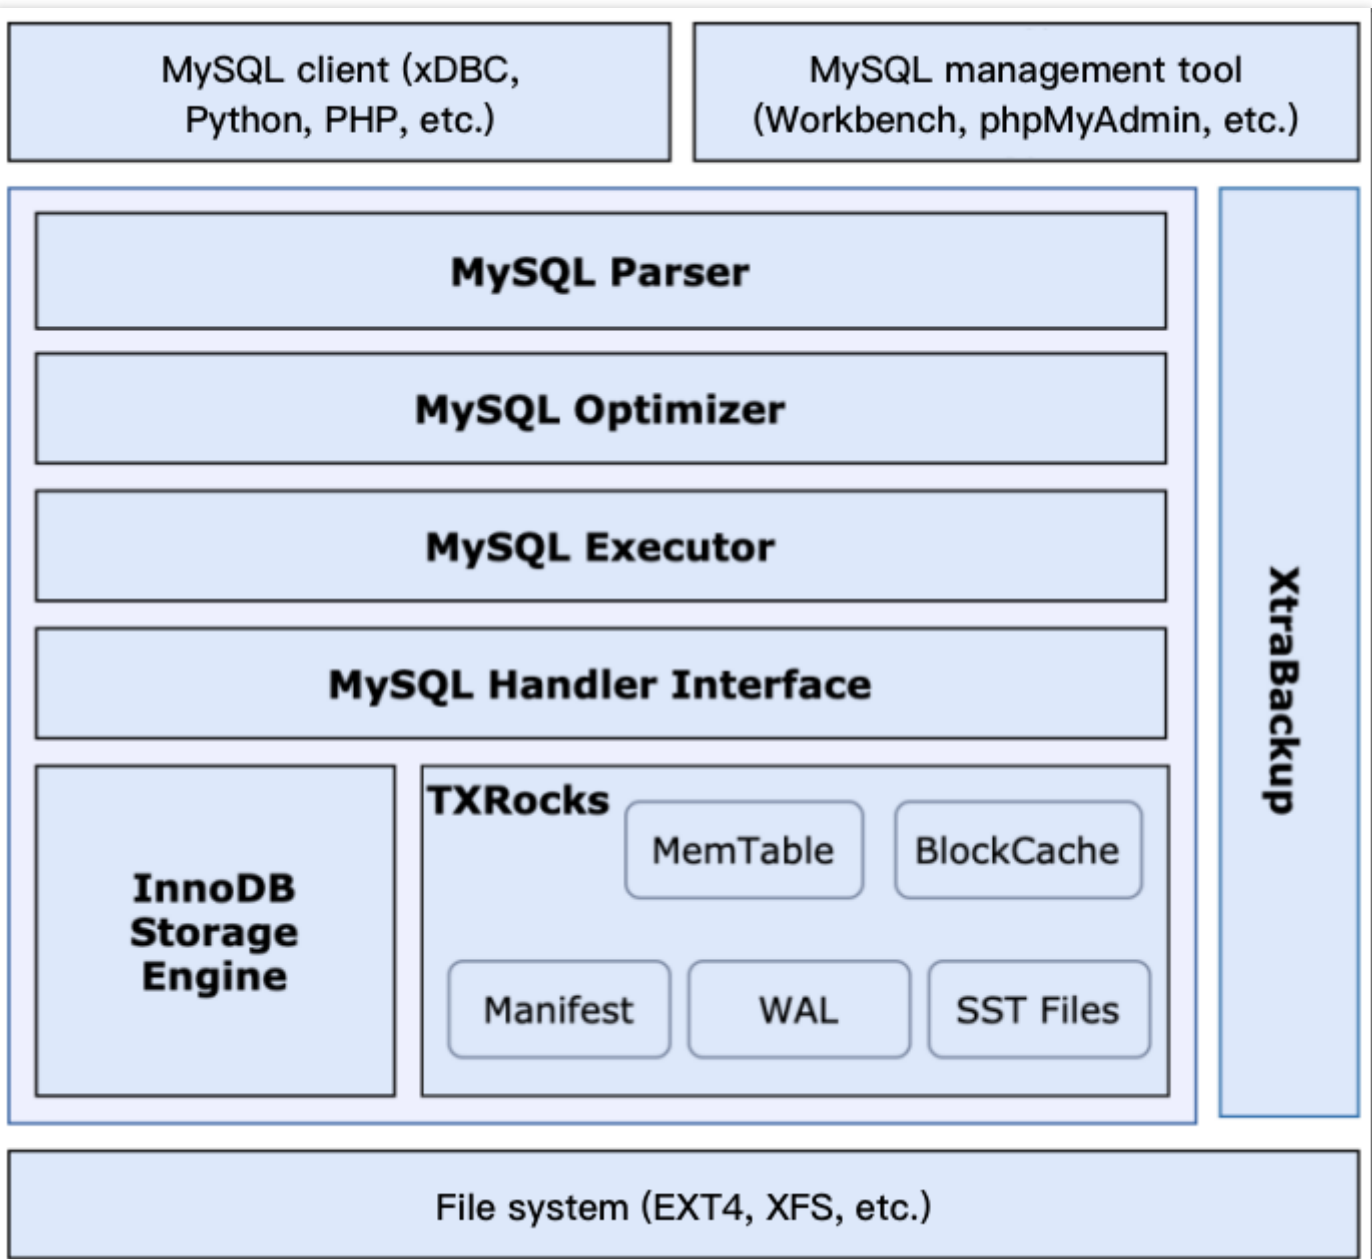 MySQL client (xDBC,
Python, PHP, etc.)
MySQL management tool
(Workbench, phpMyAdmin, etc.)
MySQL Parser
MySQL Optimizer
MySQL Executor
MySQL Handler Interface
InnoDB
Storage
Engine
TXRocks
MemTable
BlockCache
Manifest
WAL
SST Files
XtraBackup
File system (EXT4, XFS, etc.)